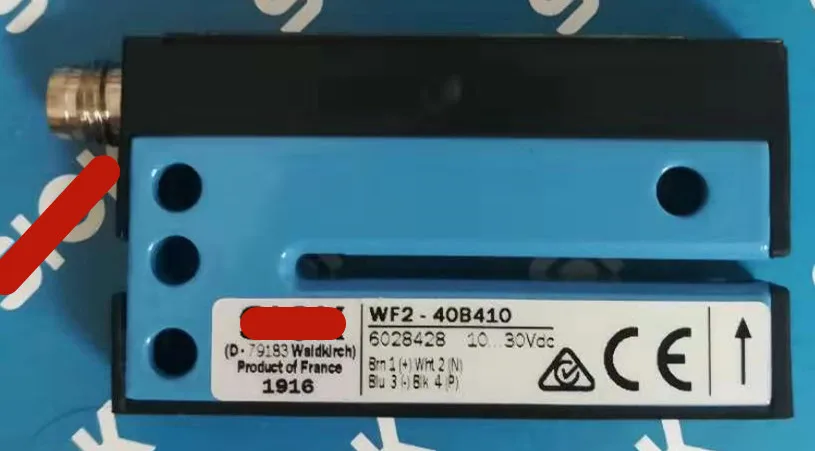 WF2 - 40B410
6028428 10...30Vdc
(D - 79183 Waldkirch)
Product of France
1916
Brn 1 (+) Wht 2 (N)
Blu 3 (-) Blk 4 (P)
CE